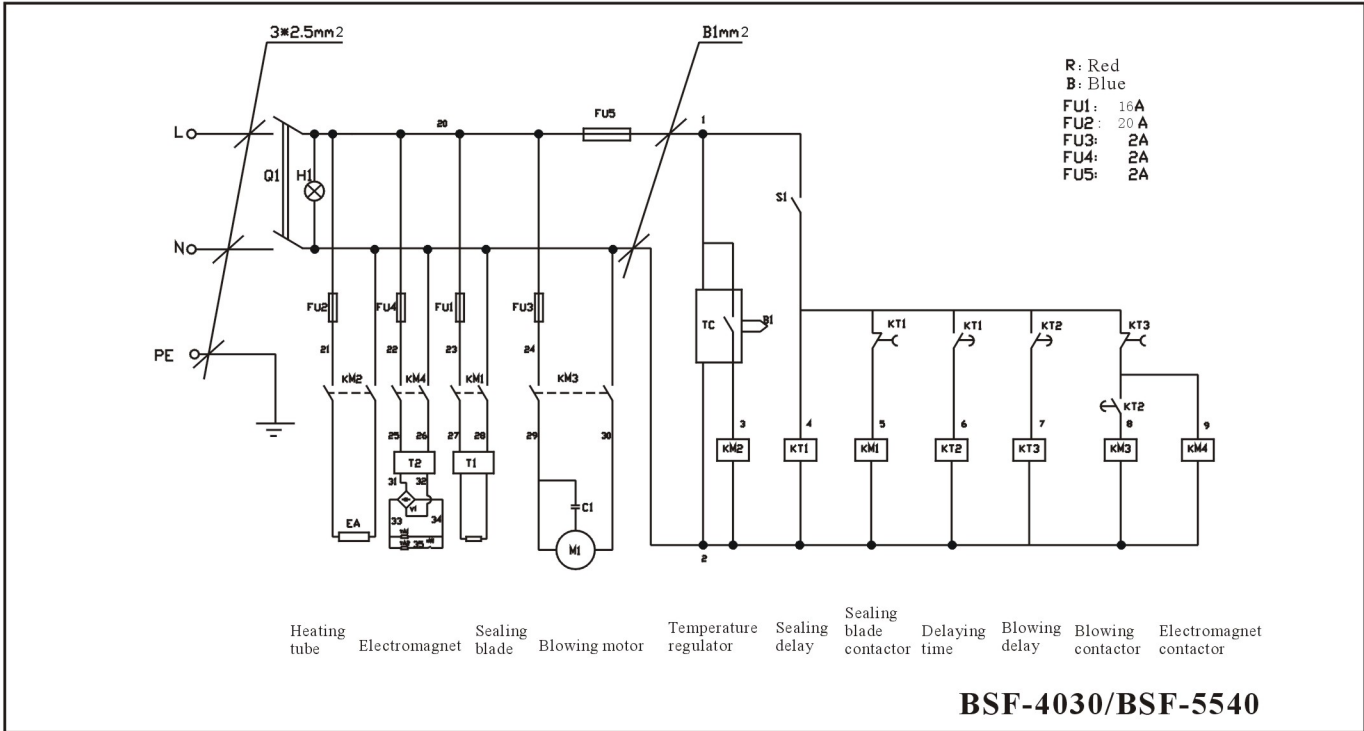 3*2.5mm2
B1mm2
R: Red
B: Blue
FU1: 16A
FU2: 20A
FU3: 2A
FU4: 2A
FU5: 2A
L
20
FU5
1
Q1
H1
S1
N
FU2
FU4
FU1
FU3
TC
B1
KT1
KT1
KT2
KT3
PE
21
22
23
24
KM2
KM4
KM1
KM3
KT2
25
26
27
28
29
30
3
4
5
6
7
8
9
T2
T1
KM2
KT1
KM1
KT2
KT3
KM3
KM4
31
32
V1
33
34
C1
EA
35
M1
2
Heating tube
Electromagnet
Sealing blade
Blowing motor
Temperature regulator
Sealing delay
Sealing blade contactor
Delaying time
Blowing delay
Blowing contactor
Electromagnet contactor
BSF-4030/BSF-5540